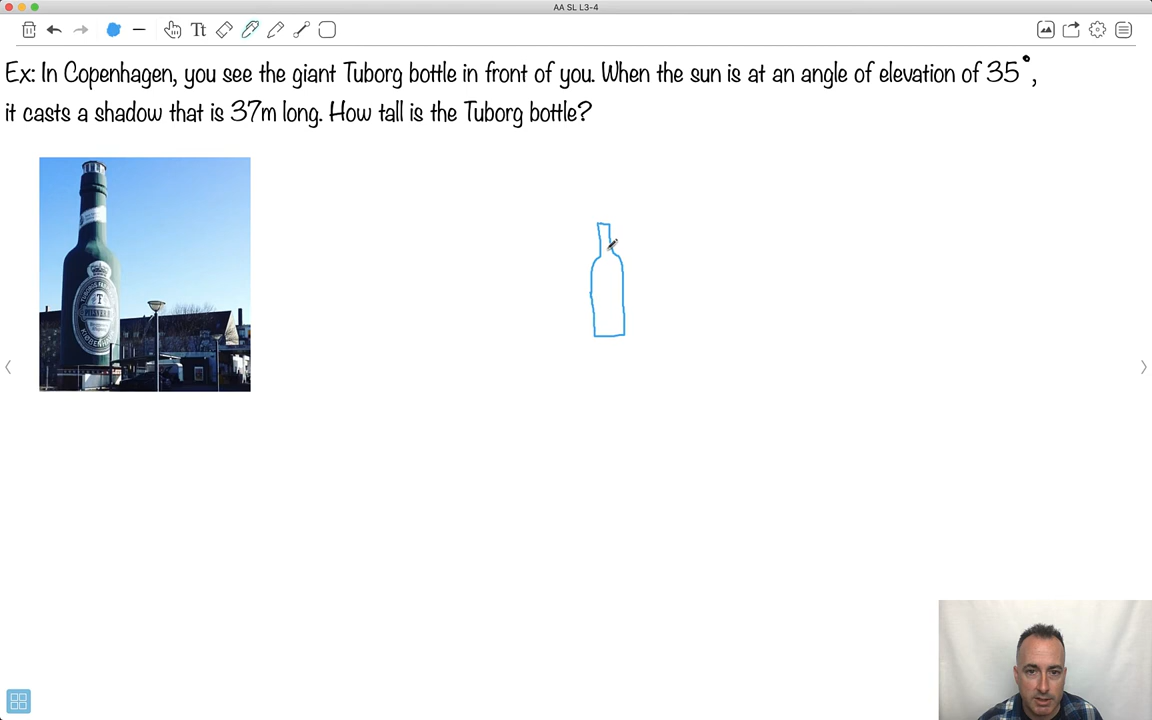 AA SL L3-4
Tt
Ex: In Copenhagen, you see the giant Tuborg bottle in front of you. When the sun is at an angle of elevation of 35°,
it casts a shadow that is 37m long. How tall is the Tuborg bottle?
T
PILSNER